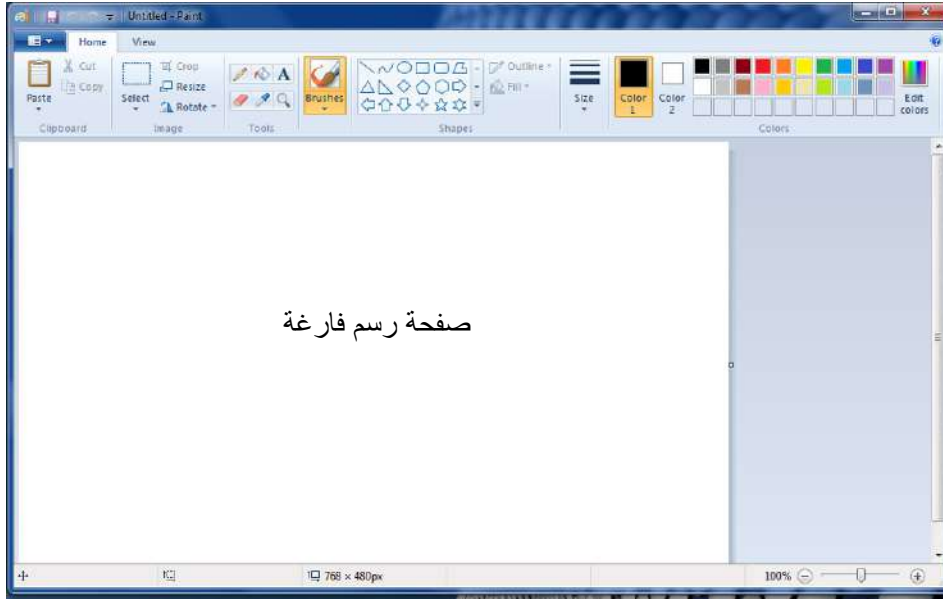 Untitled - Paint
Home View
Cut
Copy
Paste
Clipboard
Crop
Resize
Rotate
Select
Image
A
Tools
Brushes
Outline
Fill
Shapes
Size
Color 1
Color 2
Edit colors
Colors
صفحة رسم فارغة
768 × 480px
100%